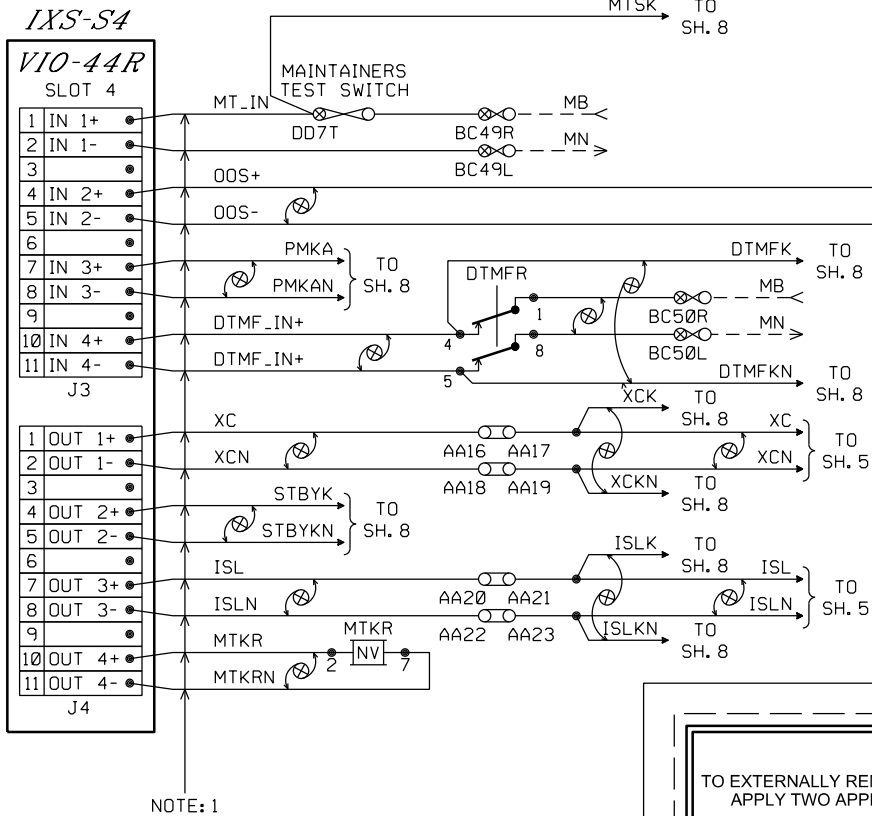 MTSK TO
SH. 8
IXS-S4
VIO-44R
SLOT 4
1 IN 1+
2 IN 1-
3
4 IN 2+
5 IN 2-
6
7 IN 3+
8 IN 3-
9
10 IN 4+
11 IN 4-
J3
MT_IN
MAINTAINERS
TEST SWITCH
DD7T
BC49R
MB
BC49L
MN
OOS+
OOS-
PMKA
PMKAN
TO
SH. 8
DTMF_IN+
DTMF_IN+
DTMFR
4
5
1
8
DTMFK TO
SH. 8
BC50R
MB
BC50L
MN
DTMFKN TO
SH. 8
1 OUT 1+
2 OUT 1-
3
4 OUT 2+
5 OUT 2-
6
7 OUT 3+
8 OUT 3-
9
10 OUT 4+
11 OUT 4-
J4
XC
XCN
AA16 AA17
AA18 AA19
XCK TO
SH. 8
XCKN TO
SH. 8
XC
XCN
TO
SH. 5
STBYK
STBYKN
TO
SH. 8
ISL
ISLN
AA20 AA21
AA22 AA23
ISLK TO
SH. 8
ISLKN TO
SH. 8
ISL
ISLN
TO
SH. 5
MTKR
MTKRN
MTKR
2 NV 7
NOTE: 1
TO EXTERNALLY
APPLY TWO